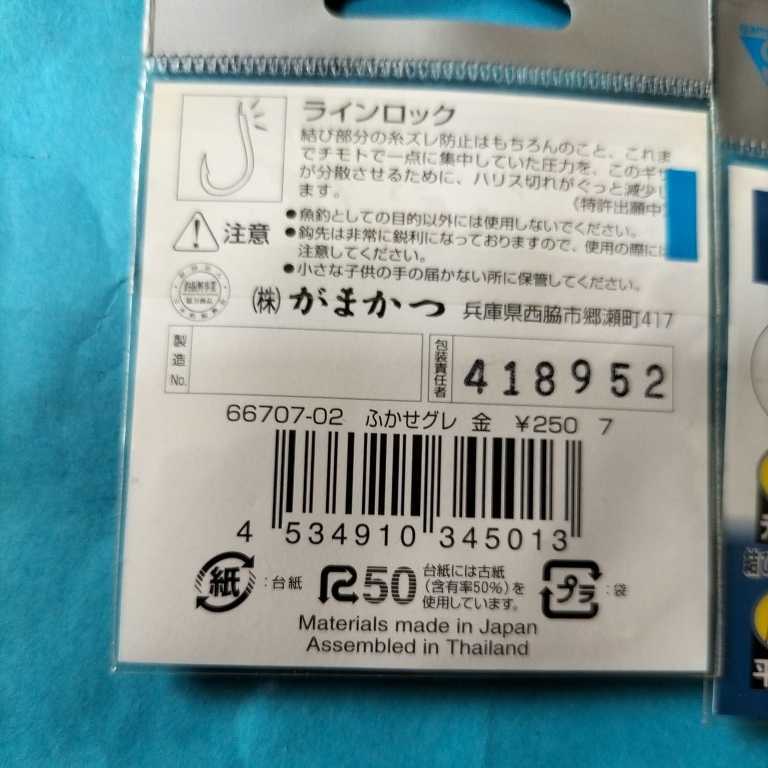 ラインロック
結び部分の糸ズレ防止はもちろんのこと、これま
でチモトで一点に集中していた圧力を、このギザ
が分散させるために、ハリス切れがぐっと減少し
ます。
(特許出願中
注意
●魚釣としての目的以外には使用しないでください。
●鈎先は非常に鋭利になっておりますので、使用の際には
注意してください。
●小さな子供の手の届かない所に保管してください。
(株) がまかつ 兵庫県西脇市郷瀬町417
製造No.
包装責任者
418952
66707-02 ふかせグレ 金 ¥250 7
4 534910 345013
紙 :台紙
R50
台紙には古紙
(含有率50%)を
使用しています。
プラ :袋
Materials made in Japan
Assembled in Thailand
結び
平